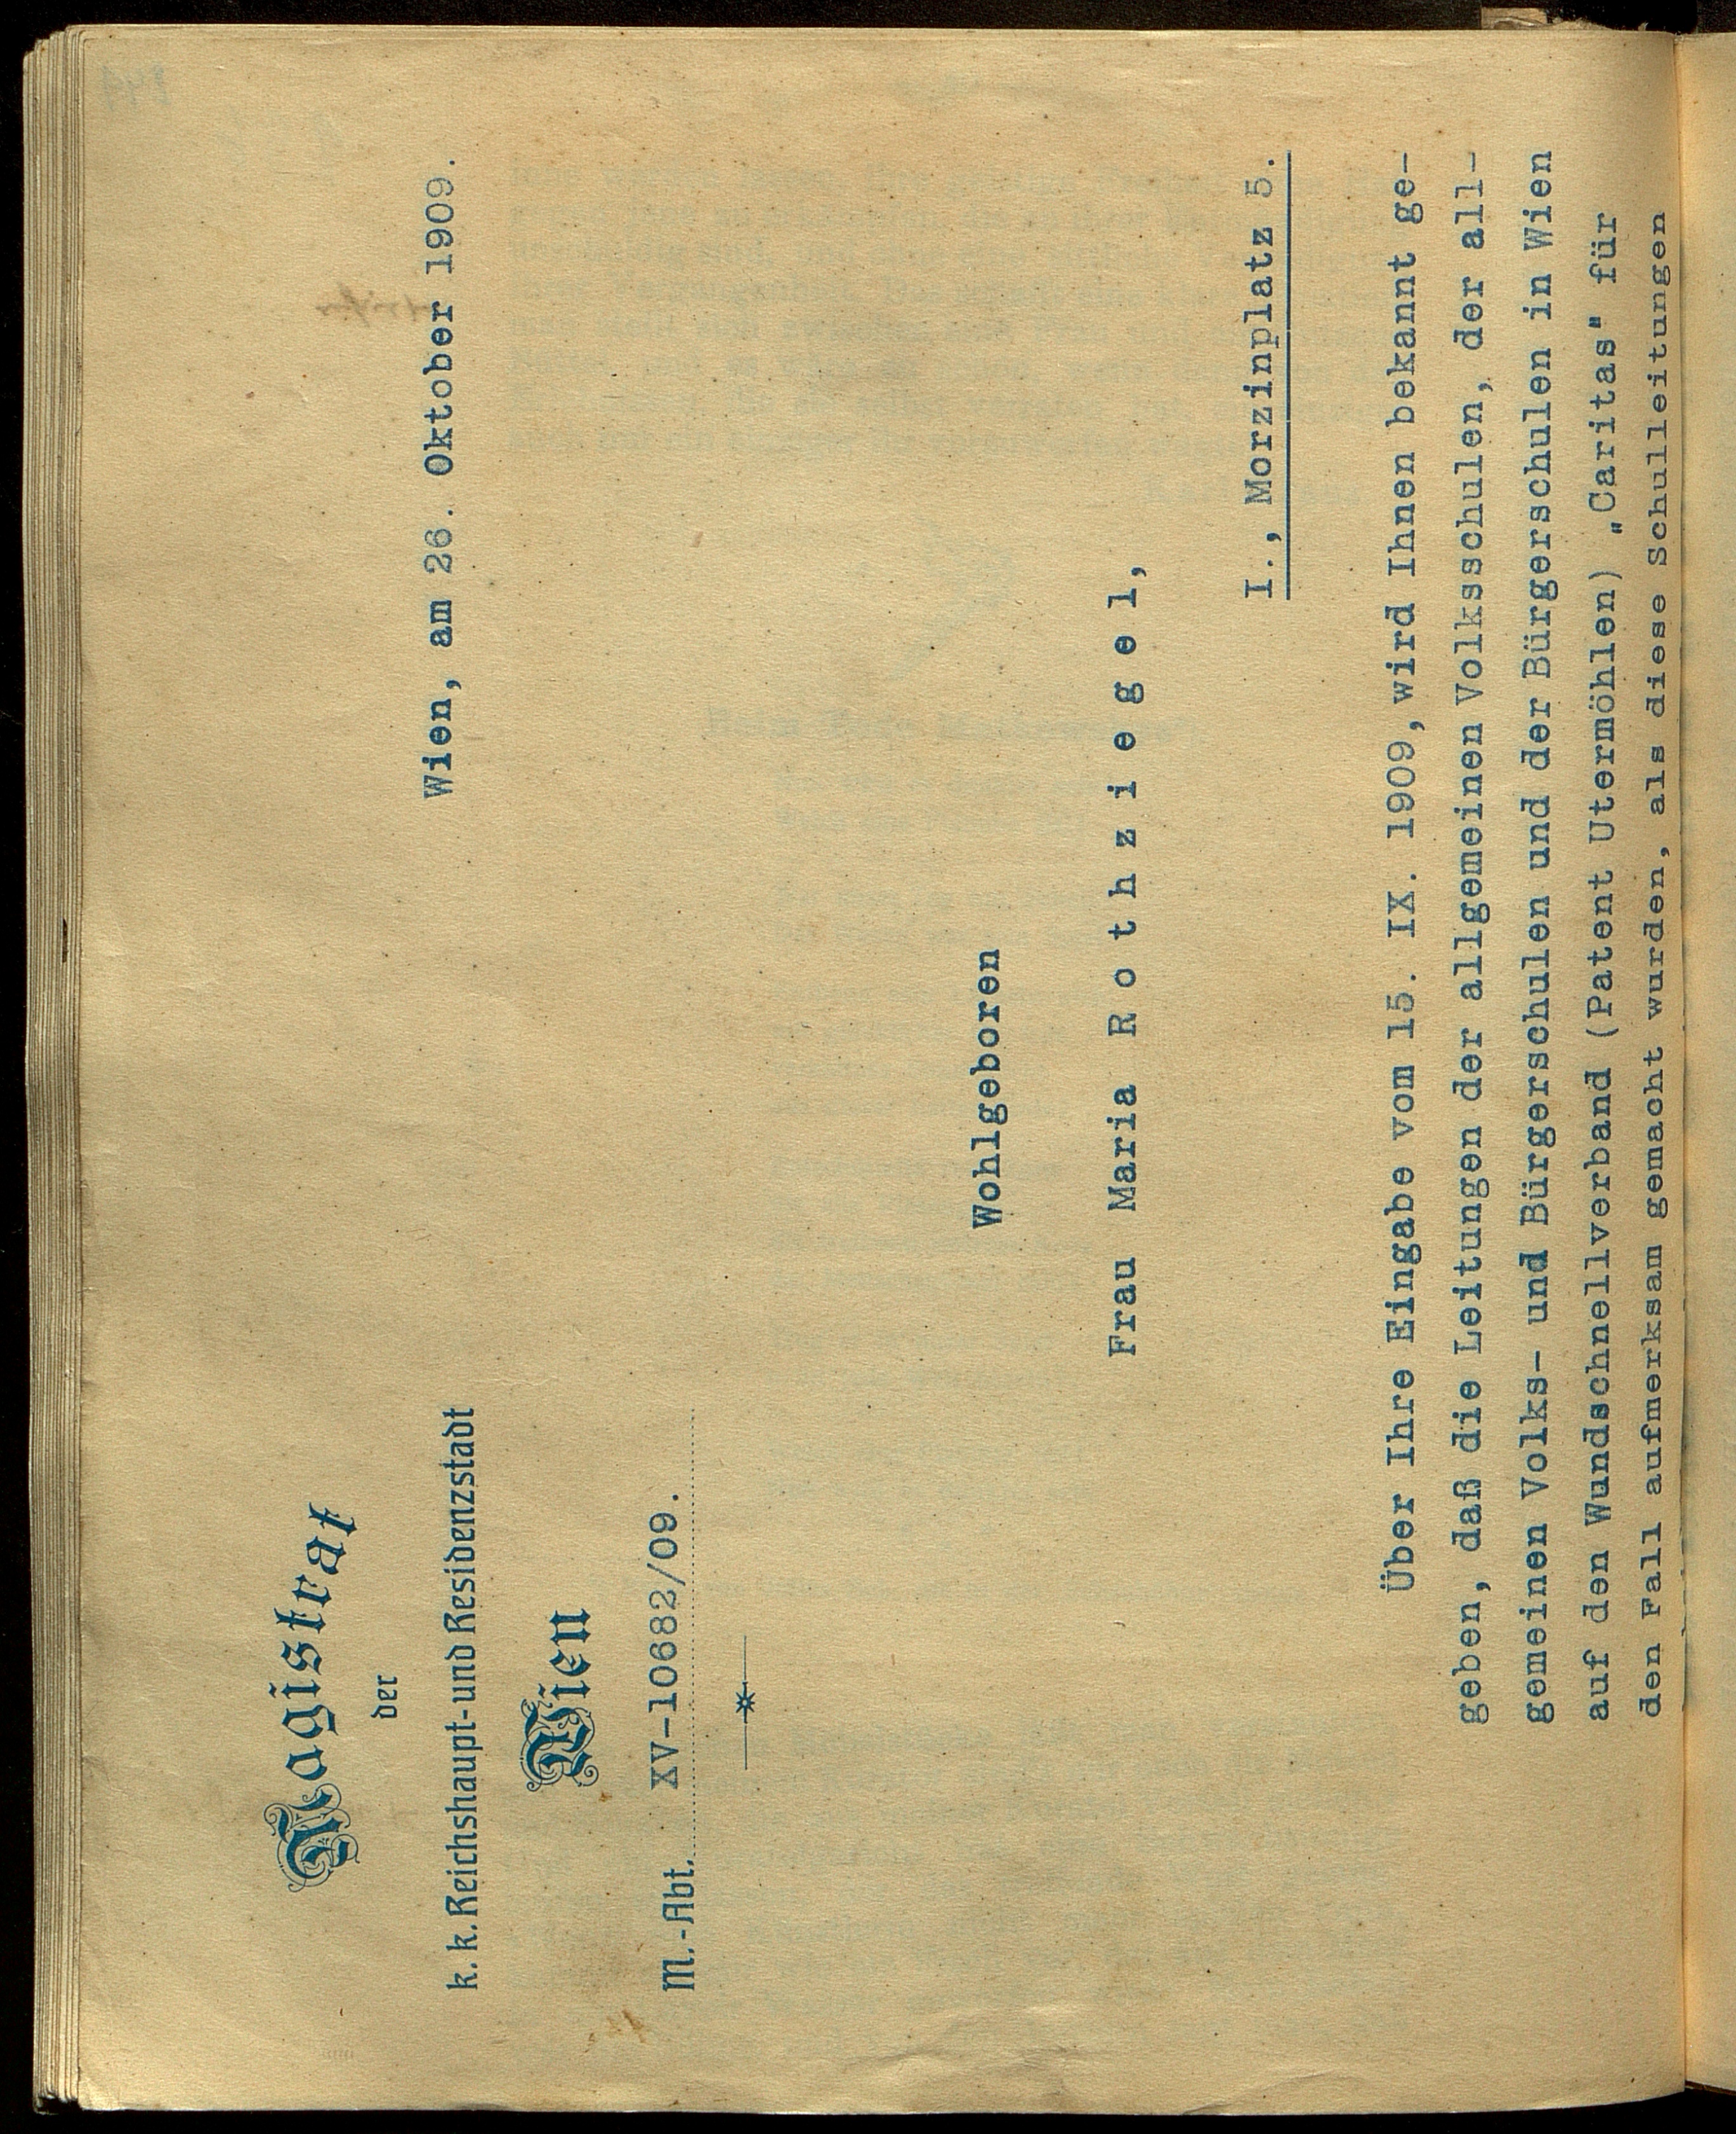 Magistrat
der
k. k. Reichshaupt- und Residenzstadt
Wien
M.-Abt. XV-10682/09.
Wien, am 26. Oktober 1909.
Wohlgeboren
Frau Maria Rothziegel,
I., Morzinplatz 5.
Über Ihre Eingabe vom 15. IX. 1909, wird Ihnen bekannt ge-
geben, daß die Leitungen der allgemeinen Volksschulen, der all-
gemeinen Volks- und Bürgerschulen und der Bürgerschulen in Wien
auf den Wundschnellverband (Patent Utermöhlen) „Caritas" für
den Fall aufmerksam gemacht wurden, als diese Schulleitungen